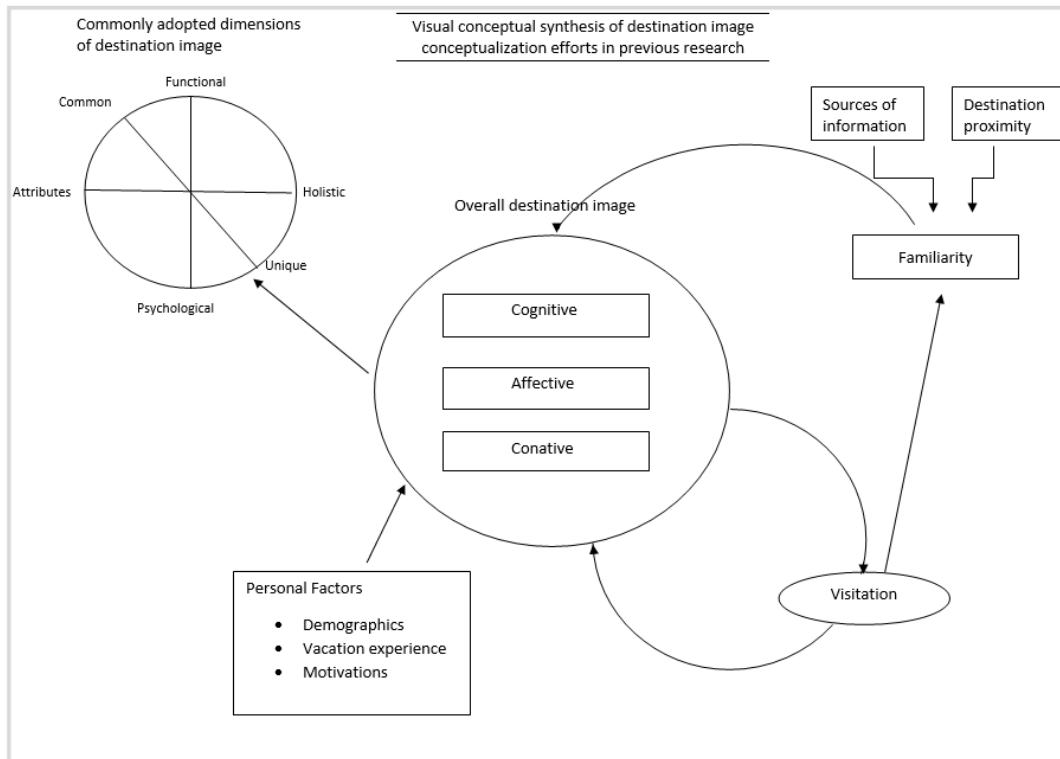 Commonly adopted dimensions
of destination image
Visual conceptual synthesis of destination image
conceptualization efforts in previous research
Functional
Common
Attributes
Holistic
Unique
Psychological
Sources of
information
Destination
proximity
Overall destination image
Familiarity
Cognitive
Affective
Conative
Visitation
Personal Factors
• Demographics
• Vacation experience
• Motivations